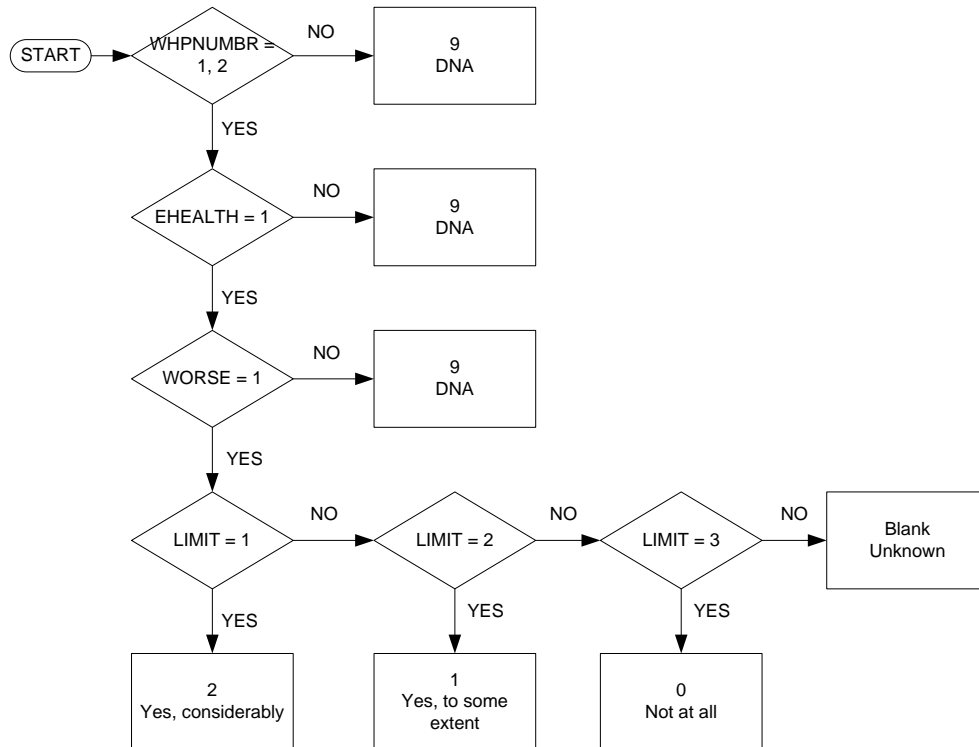 START
WHPNUMBR =
1, 2
NO
9
DNA
YES
EHEALTH = 1
NO
9
DNA
YES
WORSE = 1
NO
9
DNA
YES
LIMIT = 1
NO
LIMIT = 2
NO
LIMIT = 3
NO
Blank
Unknown
YES
YES
YES
2
Yes, considerably
1
Yes, to some
extent
0
Not at all